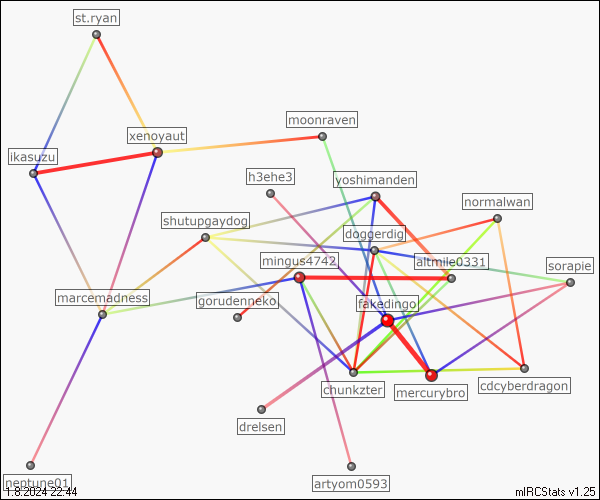 st.ryan
moonraven
xenoyaut
ikasuzu
h3ehe3
yoshimanden
normalwan
shutupgaydog
doggerdig
mingus4742
altmile0331
sorapie
marcemadness
gorudenneko
fakedingo
chunkzter
mercurybro
cdcyberdragon
drelsen
neptune01
artyom0593
1.8.2024 22:44
mIRCStats v1.25